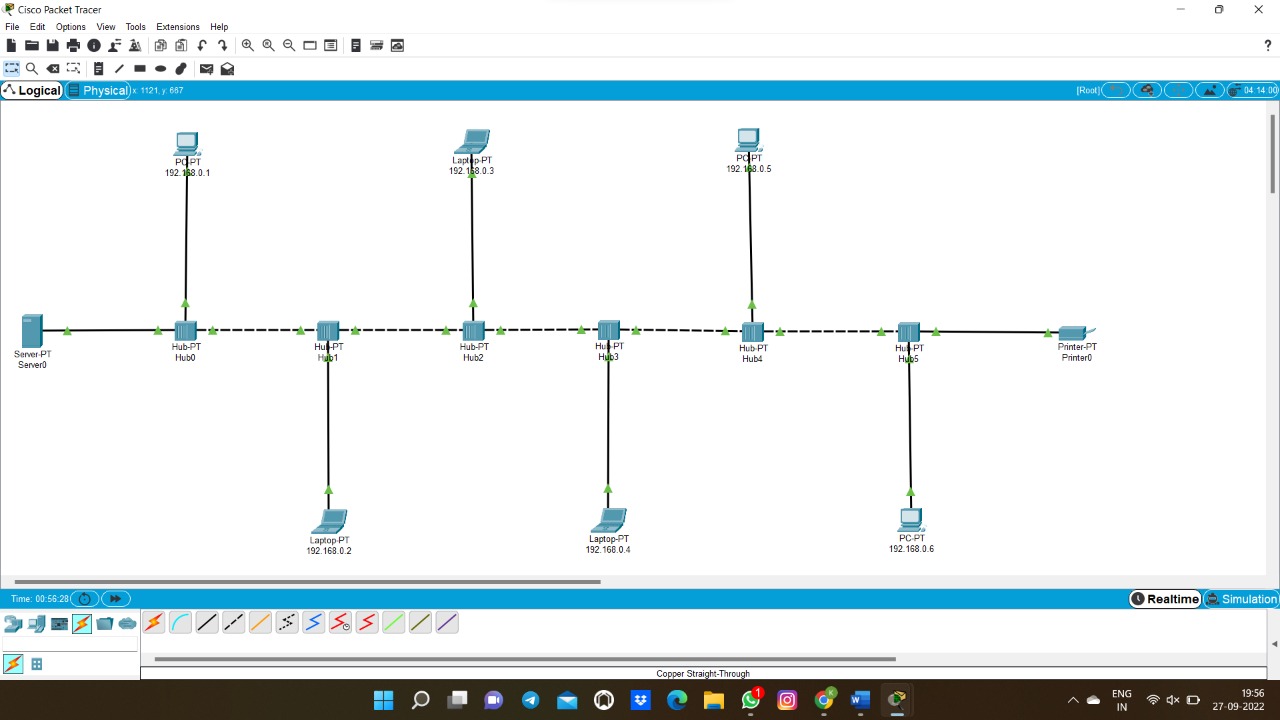 Cisco Packet Tracer
File Edit Options View Tools Extensions Help
?
Logical Physical x: 1121, y: 667 [Root] 04:14:00
PC-PT
192.168.0.1
Laptop-PT
192.168.0.3
PC-PT
192.168.0.5
Server-PT
Server0
Hub-PT
Hub0
Hub-PT
Hub1
Hub-PT
Hub2
Hub-PT
Hub3
Hub-PT
Hub4
Hub-PT
Hub5
Printer-PT
Printer0
Laptop-PT
192.168.0.2
Laptop-PT
192.168.0.4
PC-PT
192.168.0.6
Time: 00:56:28 Realtime Simulation
Copper Straight-Through
1
ENG
IN
19:56
27-09-2022